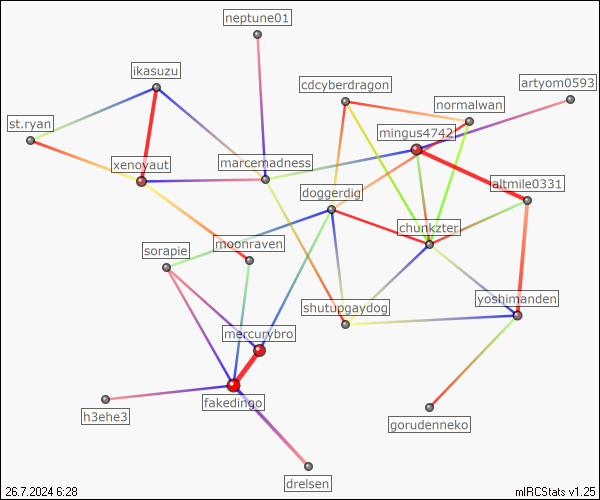 neptune01
ikasuzu
cdcyberdragon
artyom0593
normalwan
st.ryan
mingus4742
xenoyaut
marcemadness
doggerdig
altmile0331
chunkzter
sorapie
moonraven
yoshimanden
shutupgaydog
mercurybro
fakedingo
h3ehe3
gorudenneko
drelsen
26.7.2024 6:28
mIRCStats v1.25